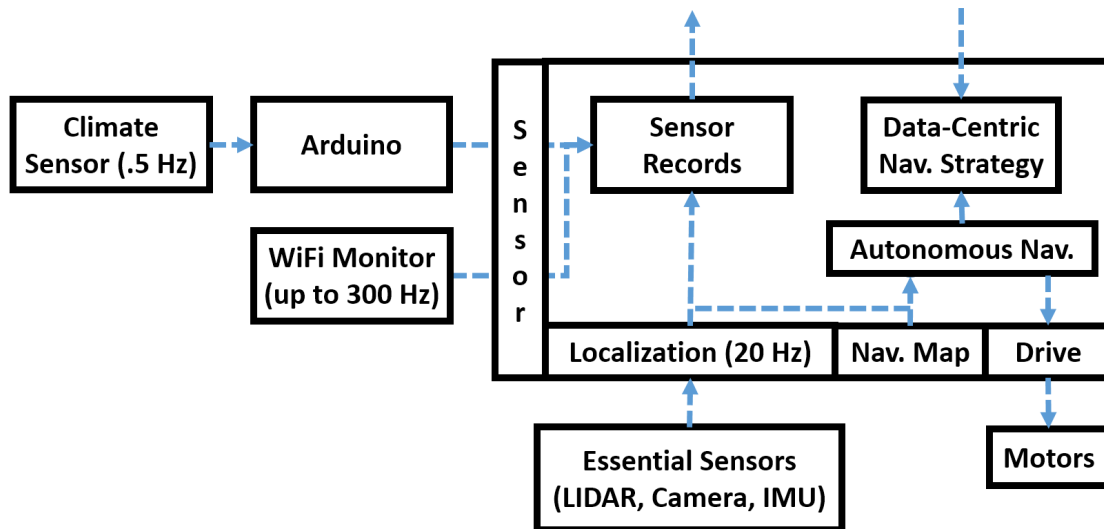 Climate
Sensor (.5 Hz)
Arduino
WiFi Monitor
(up to 300 Hz)
S
e
n
s
o
r
Sensor
Records
Data-Centric
Nav. Strategy
Autonomous Nav.
Localization (20 Hz)
Nav. Map
Drive
Essential Sensors
(LIDAR, Camera, IMU)
Motors